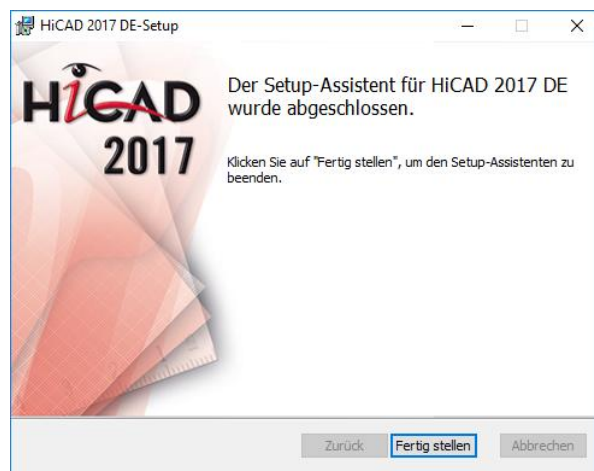 HiCAD 2017 DE-Setup
HiCAD
2017
Der Setup-Assistent für HiCAD 2017 DE
wurde abgeschlossen.
Klicken Sie auf "Fertig stellen", um den Setup-Assistenten zu
beenden.
Zurück Fertig stellen Abbrechen